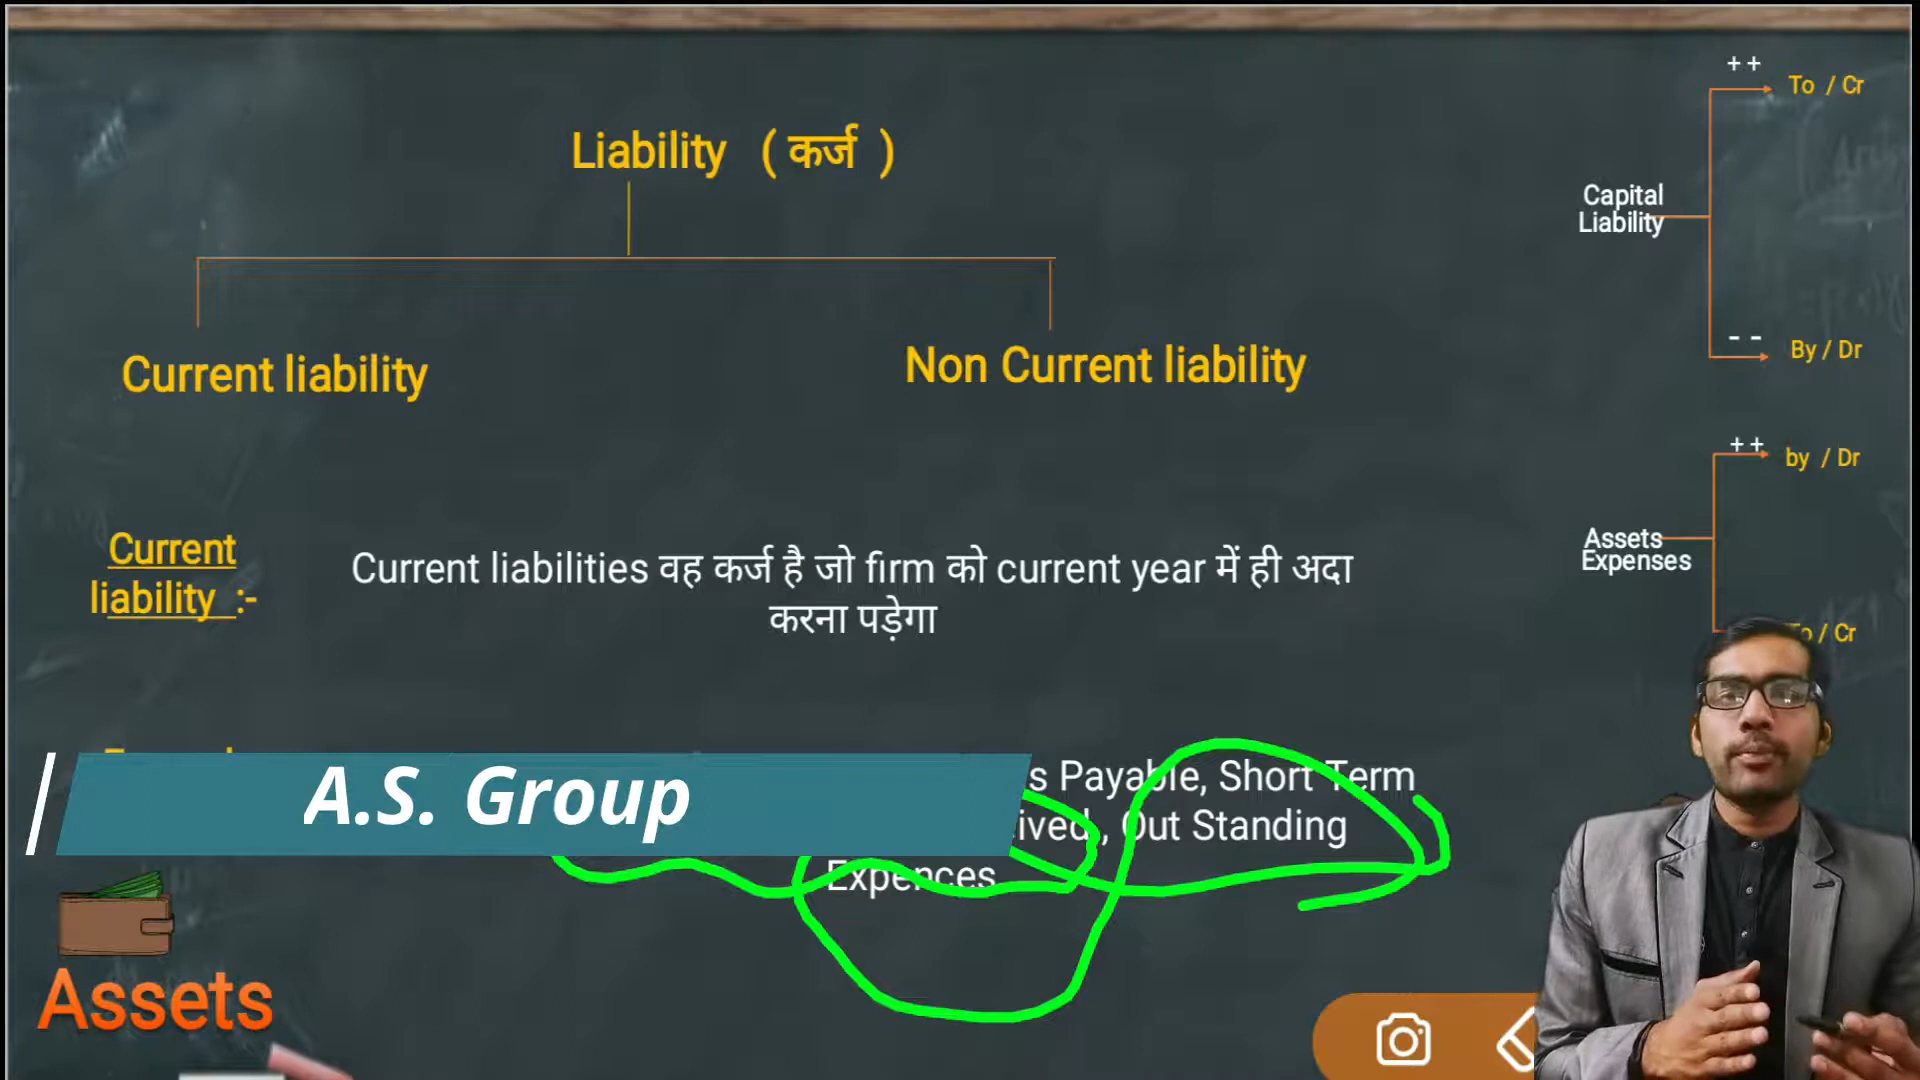 Liability ( कर्ज )
Current liability
Non Current liability
Current
liability :-
Current liabilities वह कर्ज है जो firm को current year में ही अदा
करना पड़ेगा
Payable, Short Term
, Out Standing
Expences
A.S. Group
Assets
++
To / Cr
Capital
Liability
--
By / Dr
++
by / Dr
Assets
Expenses
/ Cr